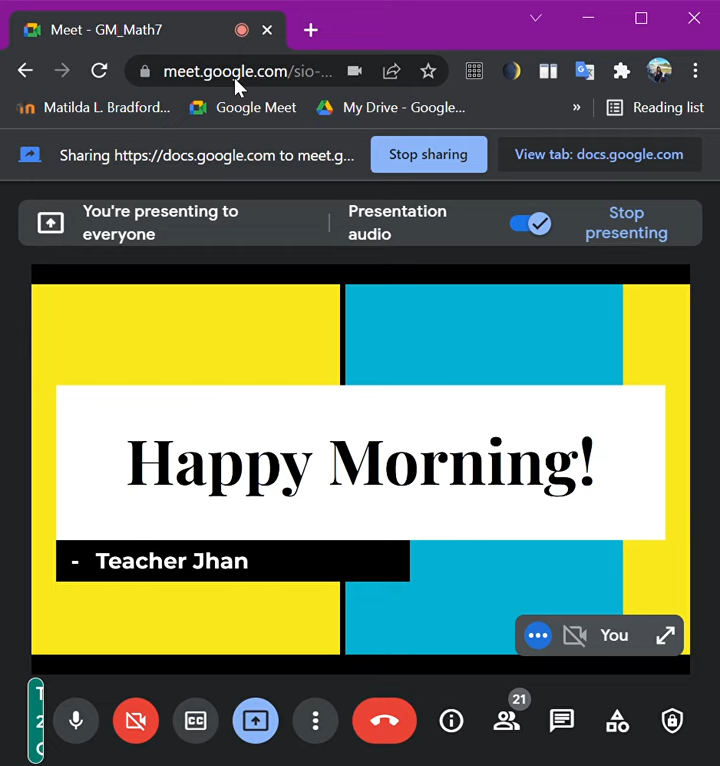 Meet - GM_Math7
meet.google.com/sio-...
Matilda L. Bradford... Google Meet My Drive - Google... » Reading list
Sharing https://docs.google.com to meet.g... Stop sharing View tab: docs.google.com
You're presenting to
everyone
Presentation
audio
Stop
presenting
Happy Morning!
- Teacher Jhan
You
21
CC